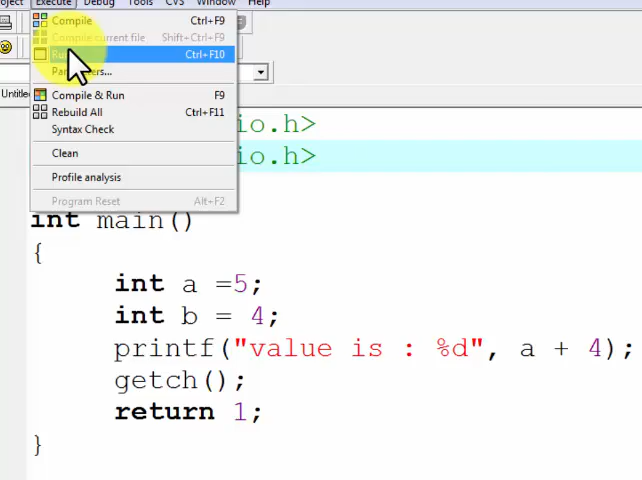 Execute Debug Tools CVS Window Help
Compile Ctrl+F9
Compile current file Shift+Ctrl+F9
Ctrl+F10
Compile & Run F9
Rebuild All Ctrl+F11
Syntax Check
Clean
Profile analysis
Program Reset Alt+F2
io.h>
io.h>
int main()
{
int a =5;
int b = 4;
printf("value is : %d", a + 4);
getch();
return 1;
}